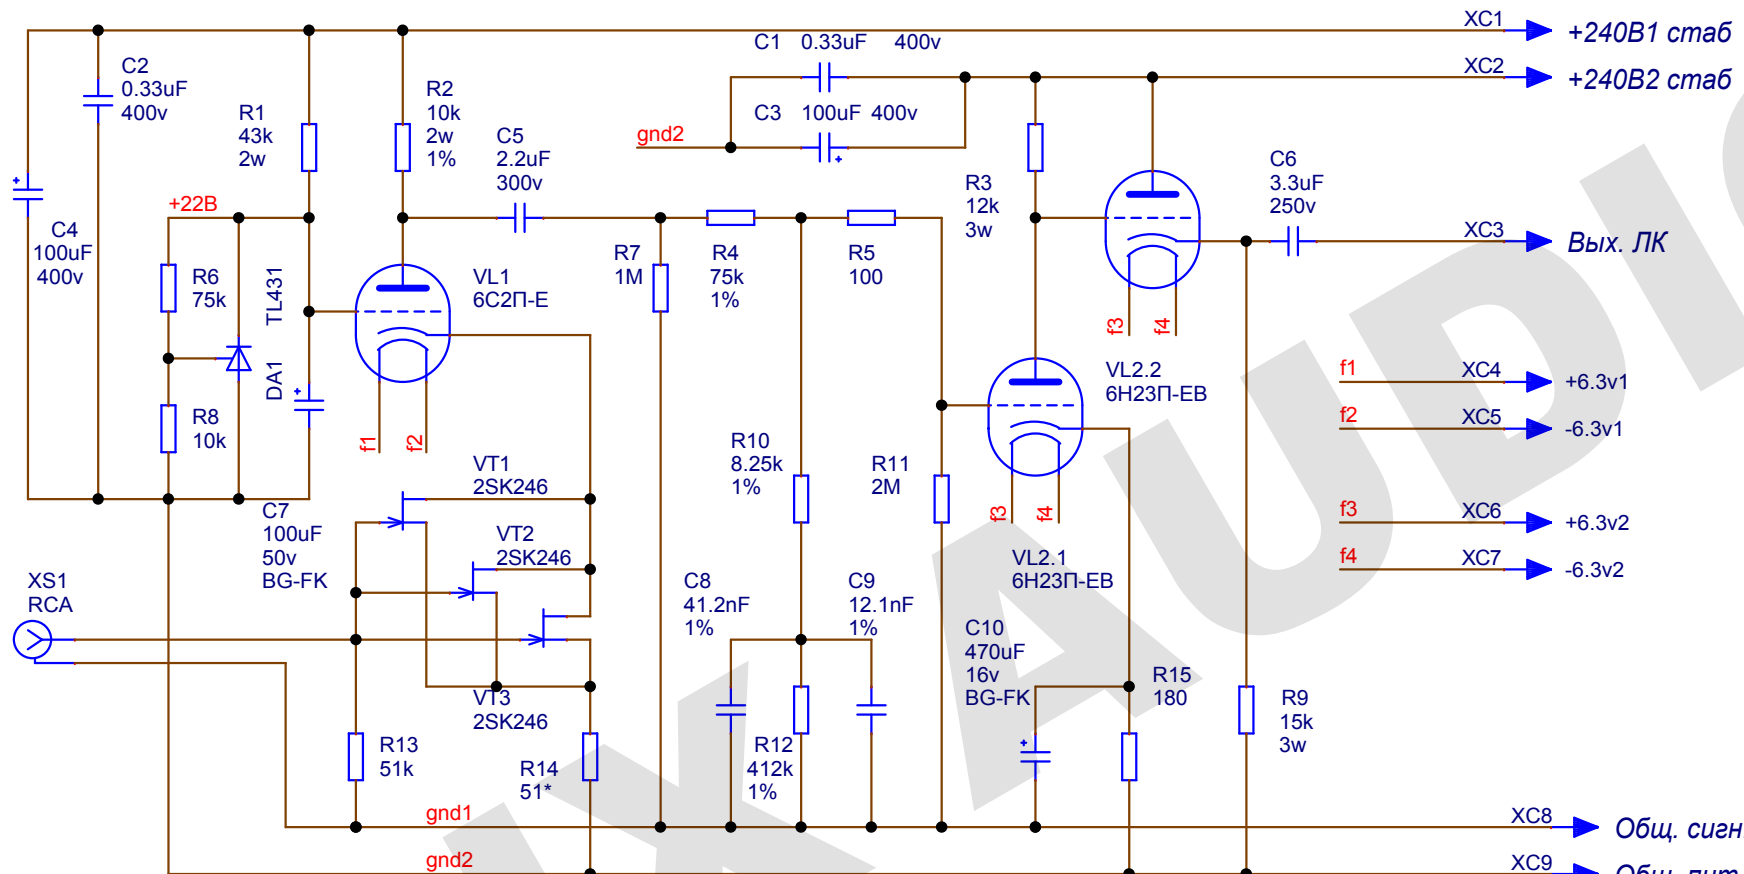 XC1
+240В1 стаб
C1 0.33uF 400v
XC2
+240В2 стаб
C2
0.33uF
400v
R2
10k
2w
1%
R1
43k
2w
C3 100uF 400v
gnd2
C5
2.2uF
300v
C6
3.3uF
250v
R3
12k
3w
+22В
C4
100uF
400v
XC3
Вых. ЛК
R7
1M
R4
75k
1%
R5
100
R6
75k
TL431
DA1
VL1
6С2П-Е
f3
f4
VL2.2
6Н23П-ЕВ
f1
XC4
+6.3v1
f2
XC5
-6.3v1
R8
10k
f1
f2
R10
8.25k
1%
R11
2M
VT1
2SK246
C7
100uF
50v
BG-FK
VT2
2SK246
f3
f4
f3
XC6
+6.3v2
f4
XC7
-6.3v2
VL2.1
6Н23П-ЕВ
XS1
RCA
C8
41.2nF
1%
C9
12.1nF
1%
C10
470uF
16v
BG-FK
VT3
2SK246
R15
180
R9
15k
3w
R13
51k
R14
51*
R12
412k
1%
gnd1
XC8
Общ. сигн
gnd2
XC9
Общ. пит
UX AUDIO